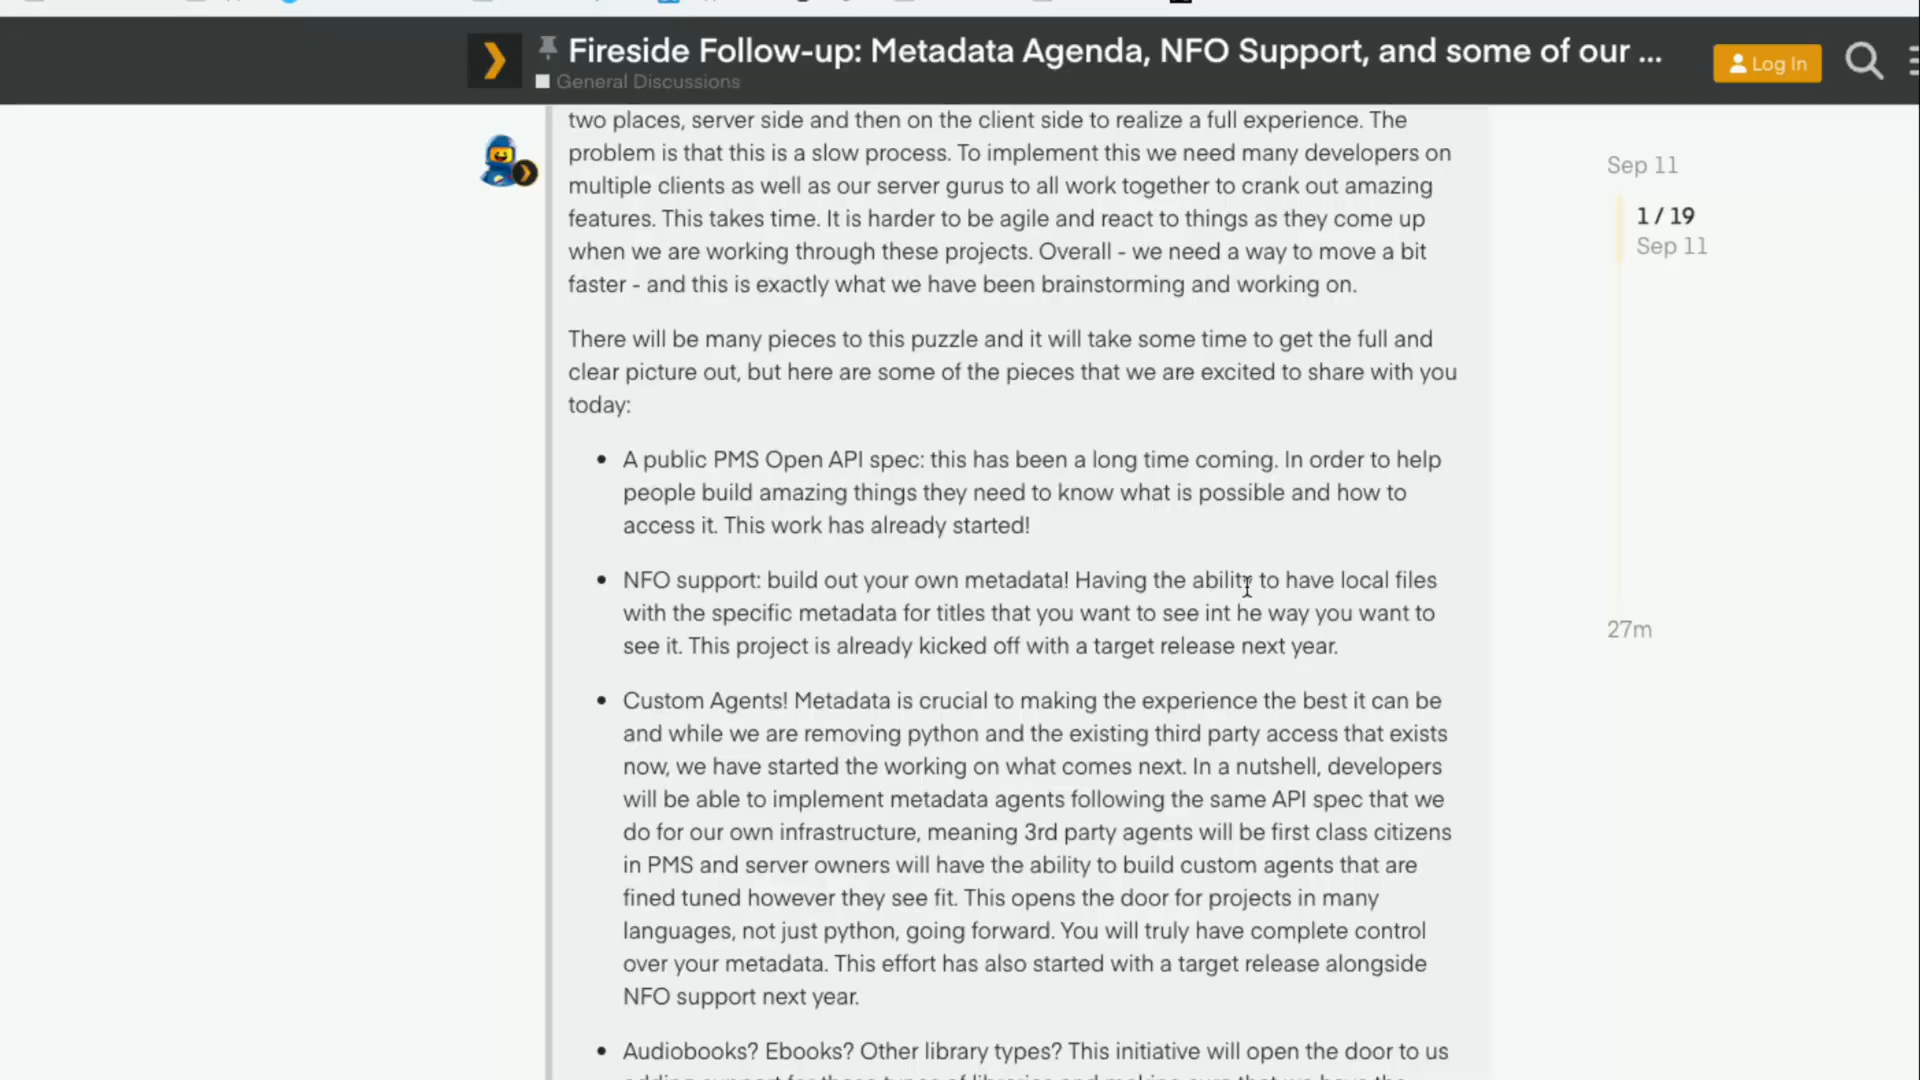 Fireside Follow-up: Metadata Agenda, NFO Support, and some of our ...
General Discussions
Log In
two places, server side and then on the client side to realize a full experience. The
problem is that this is a slow process. To implement this we need many developers on
multiple clients as well as our server gurus to all work together to crank out amazing
features. This takes time. It is harder to be agile and react to things as they come up
when we are working through these projects. Overall - we need a way to move a bit
faster - and this is exactly what we have been brainstorming and working on.
There will be many pieces to this puzzle and it will take some time to get the full and
clear picture out, but here are some of the pieces that we are excited to share with you
today:
• A public PMS Open API spec: this has been a long time coming. In order to help
people build amazing things they need to know what is possible and how to
access it. This work has already started!
• NFO support: build out your own metadata! Having the ability to have local files
with the specific metadata for titles that you want to see int he way you want to
see it. This project is already kicked off with a target release next year.
• Custom Agents! Metadata is crucial to making the experience the best it can be
and while we are removing python and the existing third party access that exists
now, we have started the working on what comes next. In a nutshell, developers
will be able to implement metadata agents following the same API spec that we
do for our own infrastructure, meaning 3rd party agents will be first class citizens
in PMS and server owners will have the ability to build custom agents that are
fined tuned however they see fit. This opens the door for projects in many
languages, not just python, going forward. You will truly have complete control
over your metadata. This effort has also started with a target release alongside
NFO support next year.
• Audiobooks? Ebooks? Other library types? This initiative will open the door to us
Sep 11
1 / 19
Sep 11
27m